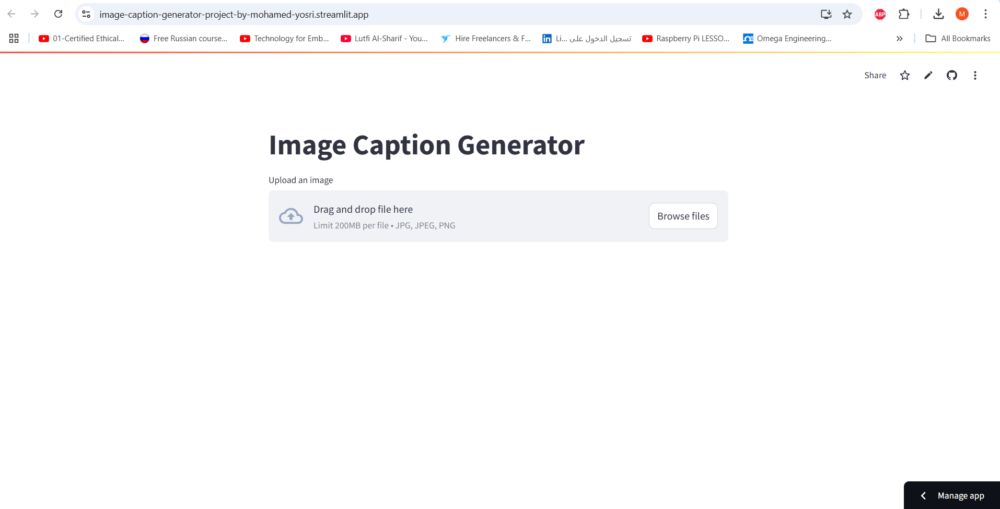 image-caption-generator-project-by-mohamed-yosri.streamlit.app
ABP
M
01-Certified Ethical...
Free Russian course...
Technology for Emb...
Lutfi Al-Sharif - You...
Hire Freelancers & F...
in
تسجيل الدخول على ...Li
Raspberry Pi LESSO...
Omega Engineering...
All Bookmarks
Share
Image Caption Generator
Upload an image
Drag and drop file here
Limit 200MB per file • JPG, JPEG, PNG
Browse files
Manage app